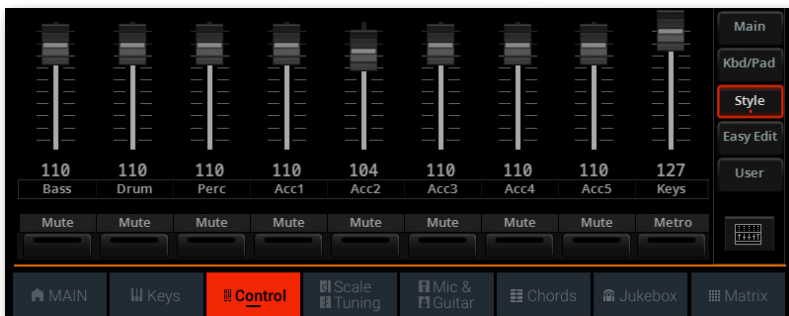 Main
Kbd/Pad
Style
Easy Edit
User
110 110 110 110 104 110 110 110 127
Bass Drum Perc Acc1 Acc2 Acc3 Acc4 Acc5 Keys
Mute Mute Mute Mute Mute Mute Mute Mute Metro
MAIN Keys Control Scale Tuning Mic & Guitar Chords Jukebox Matrix